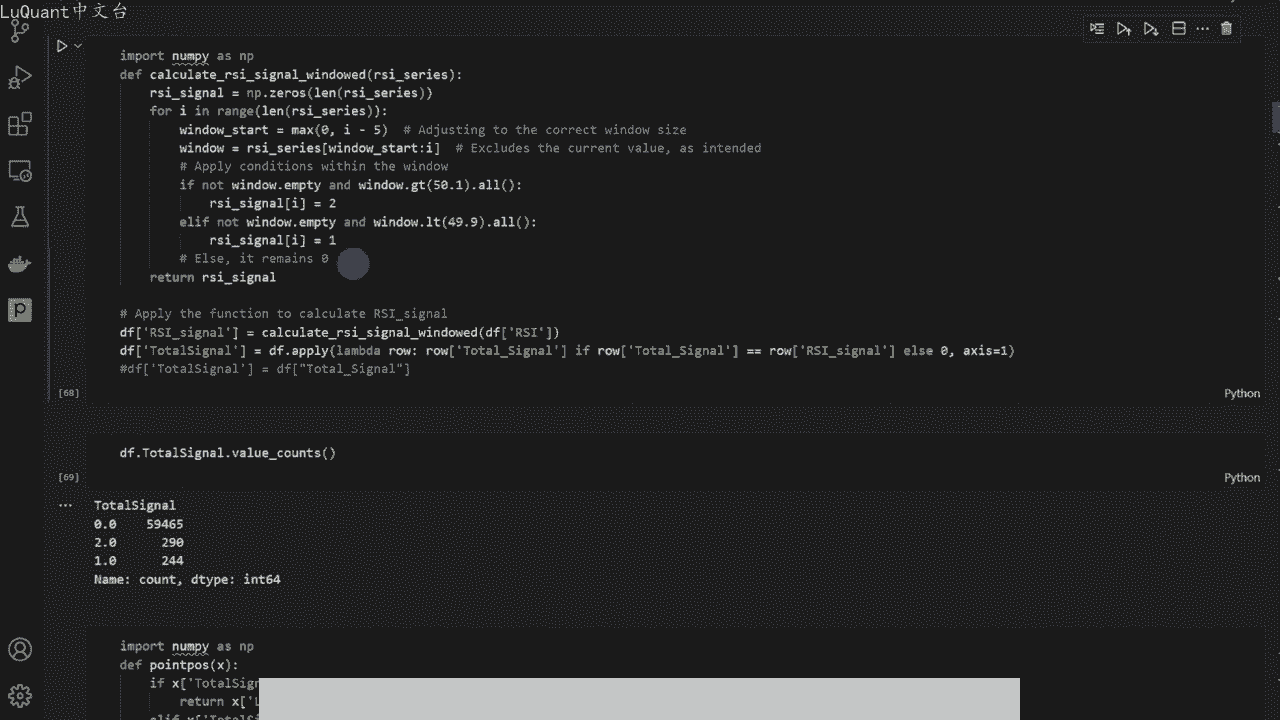 LuQuant中文台
import numpy as np
def calculate_rsi_signal_windowed(rsi_series):
rsi_signal = np.zeros(len(rsi_series))
for i in range(len(rsi_series)):
window_start = max(0, i - 5)  # Adjusting to the correct window size
window = rsi_series[window_start:i]  # Excludes the current value, as intended
# Apply conditions within the window
if not window.empty and window.gt(50.1).all():
rsi_signal[i] = 2
elif not window.empty and window.lt(49.9).all():
rsi_signal[i] = 1
# Else, it remains 0
return rsi_signal
# Apply the function to calculate RSI_signal
df['RSI_signal'] = calculate_rsi_signal_windowed(df['RSI'])
df['TotalSignal'] = df.apply(lambda row: row['Total_Signal'] if row['Total_Signal'] == row['RSI_signal'] else 0, axis=1)
#df['TotalSignal'] = df["Total_Signal"]
[68]
Python
df.TotalSignal.value_counts()
[69]
Python
TotalSignal
0.0    59465
2.0      290
1.0      244
Name: count, dtype: int64
import numpy as np
def pointpos(x):
if x['TotalSig
return x['